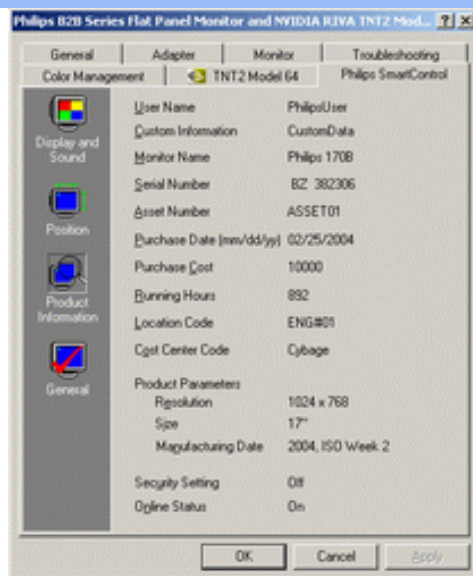 Philips B2B Series Flat Panel Monitor and NVIDIA RIVA TNT2 Mod... ? X
General Adapter Monitor Troubleshooting
Color Management TNT2 Model 64 Philips SmartControl
Display and
Sound
Position
Product
Information
General
User Name PhilipsUser
Custom Information CustomData
Monitor Name Philips 170B
Serial Number BZ 382306
Asset Number ASSET01
Purchase Date (mm/dd/yy) 02/25/2004
Purchase Cost 10000
Running Hours 892
Location Code ENG#01
Cost Center Code Cybage
Product Parameters
Resolution 1024 x 768
Size 17"
Manufacturing Date 2004, ISO Week 2
Security Setting Off
Online Status On
OK Cancel Apply